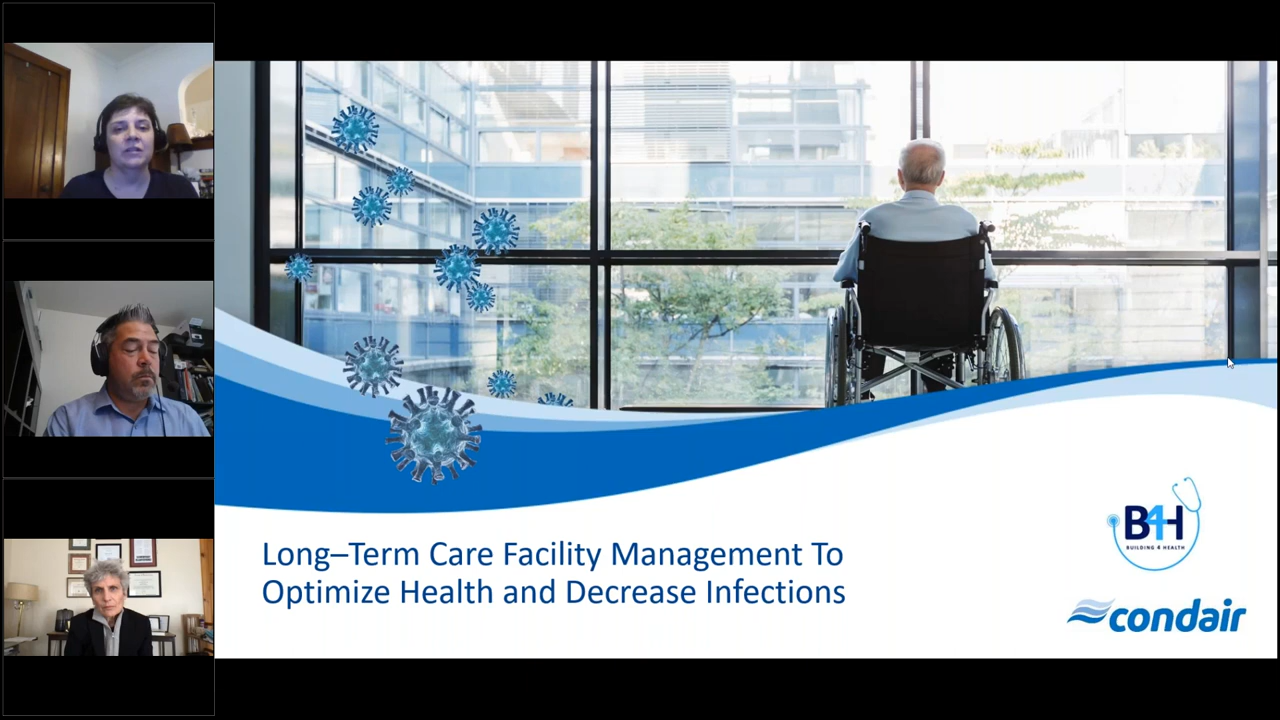 Long–Term Care Facility Management To
Optimize Health and Decrease Infections
B4H
BUILDING 4 HEALTH
condair